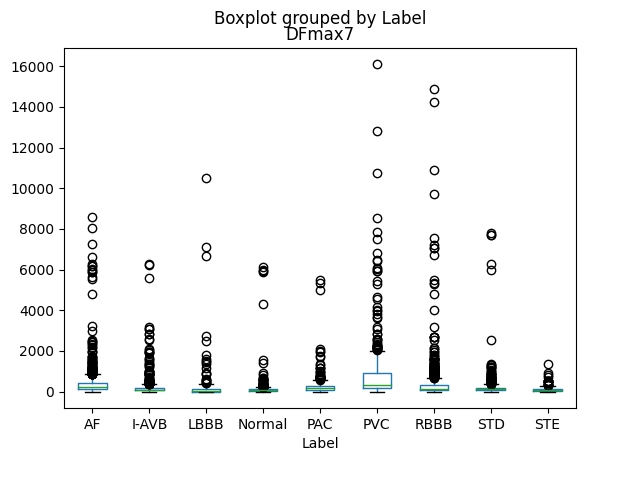 Boxplot grouped by Label
DFmax7
16000
14000
12000
10000
8000
6000
4000
2000
0
AF I-AVB LBBB Normal PAC PVC RBBB STD STE
Label